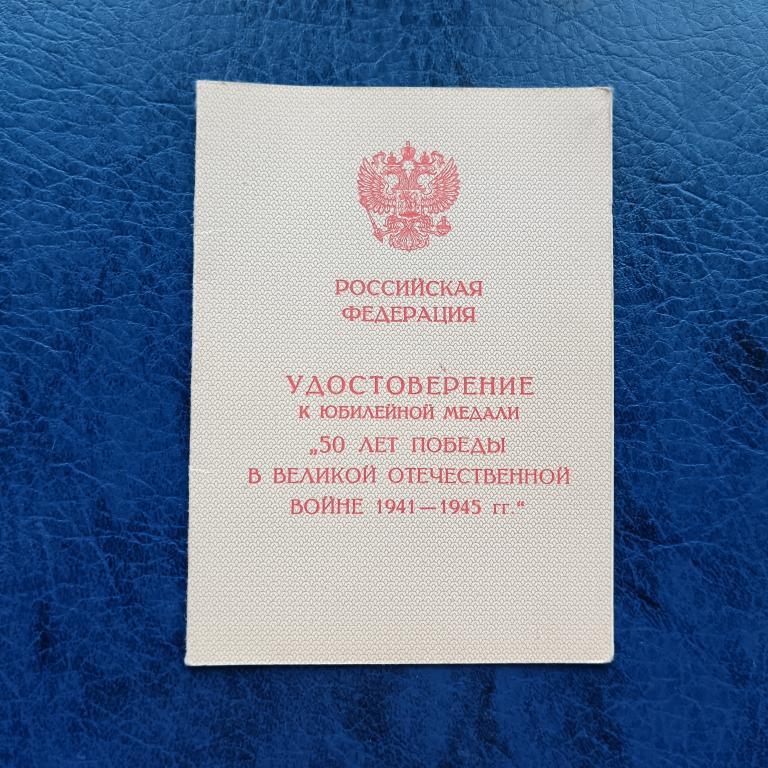 РОССИЙСКАЯ
ФЕДЕРАЦИЯ
УДОСТОВЕРЕНИЕ
К ЮБИЛЕЙНОЙ МЕДАЛИ
„50 ЛЕТ ПОБЕДЫ
В ВЕЛИКОЙ ОТЕЧЕСТВЕННОЙ
ВОЙНЕ 1941—1945 гг.“